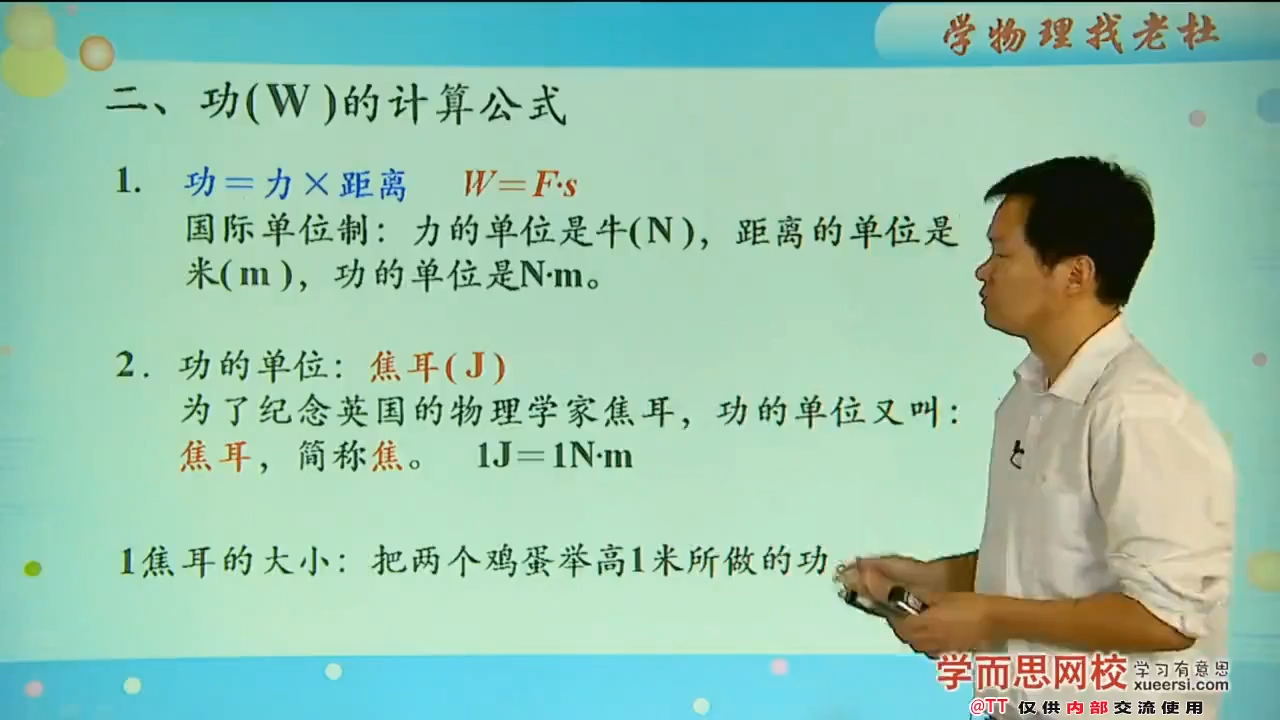 学物理找老杜
二、功(W)的计算公式
1. 功＝力×距离 W＝F·s
国际单位制：力的单位是牛(N)，距离的单位是
米(m)，功的单位是N·m。
2. 功的单位：焦耳(J)
为了纪念英国的物理学家焦耳，功的单位又叫：
焦耳，简称焦。 1J＝1N·m
1焦耳的大小：把两个鸡蛋举高1米所做的功
学而思网校 学习有意思
xueersi.com
@TT 仅供内部交流使用